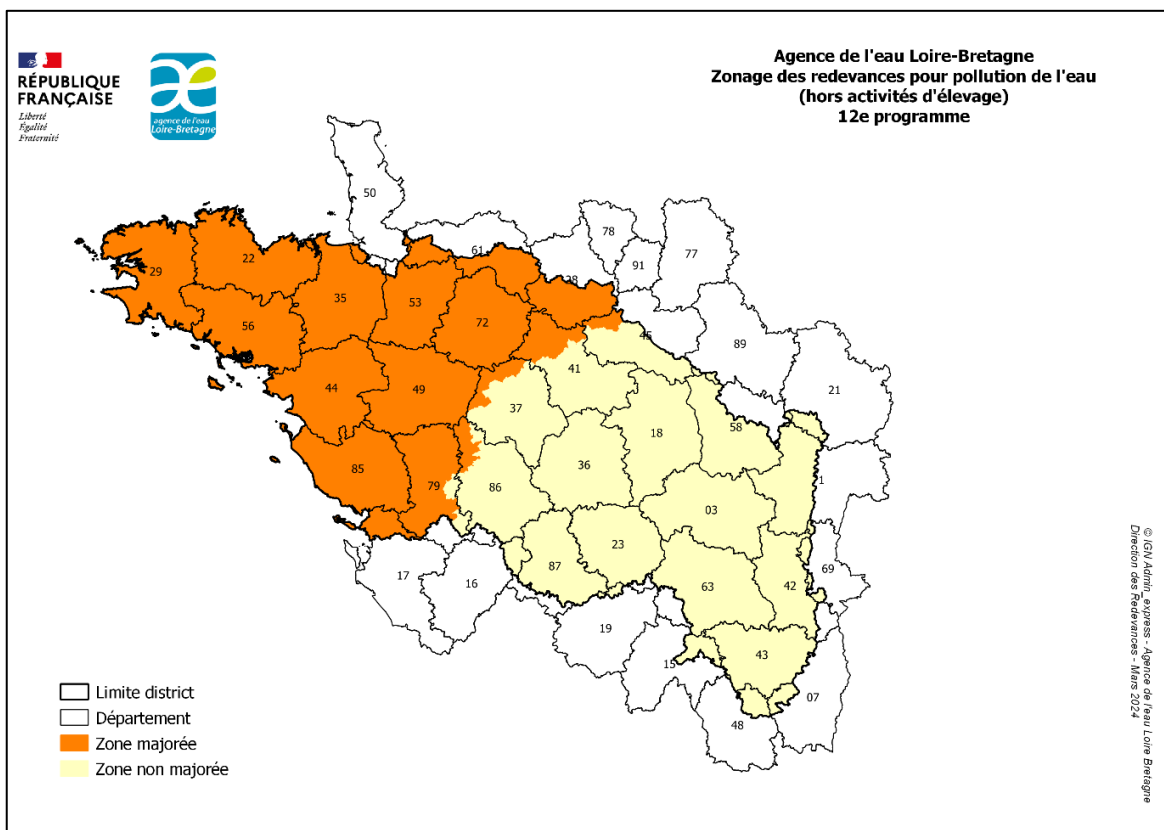 RÉPUBLIQUE
FRANÇAISE
Liberté
Égalité
Fraternité
agence de l'eau
Loire-Bretagne
Agence de l'eau Loire-Bretagne
Zonage des redevances pour pollution de l'eau
(hors activités d'élevage)
12e programme
50
61
78
91
77
28
29
22
35
53
72
56
45
89
21
41
44
49
37
18
58
85
79
86
36
03
1
17
16
87
23
63
42
69
19
15
43
07
48
Limite district
Département
Zone majorée
Zone non majorée
© IGN Admin_express - Agence de l'eau Loire Bretagne
Direction des Redevances - Mars 2024